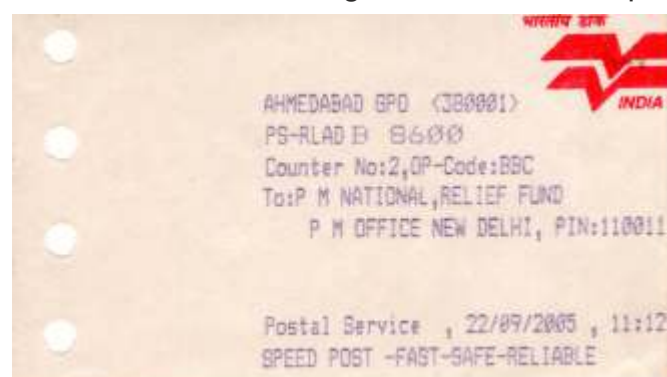 भारतीय डाक
INDIA
AHMEDABAD GPO <380001>
PS-RLAD B 8600
Counter No:2,OP-Code:BBC
To:P M NATIONAL,RELIEF FUND
P M OFFICE NEW DELHI, PIN:110011
Postal Service , 22/09/2005 , 11:12
SPEED POST -FAST-SAFE-RELIABLE